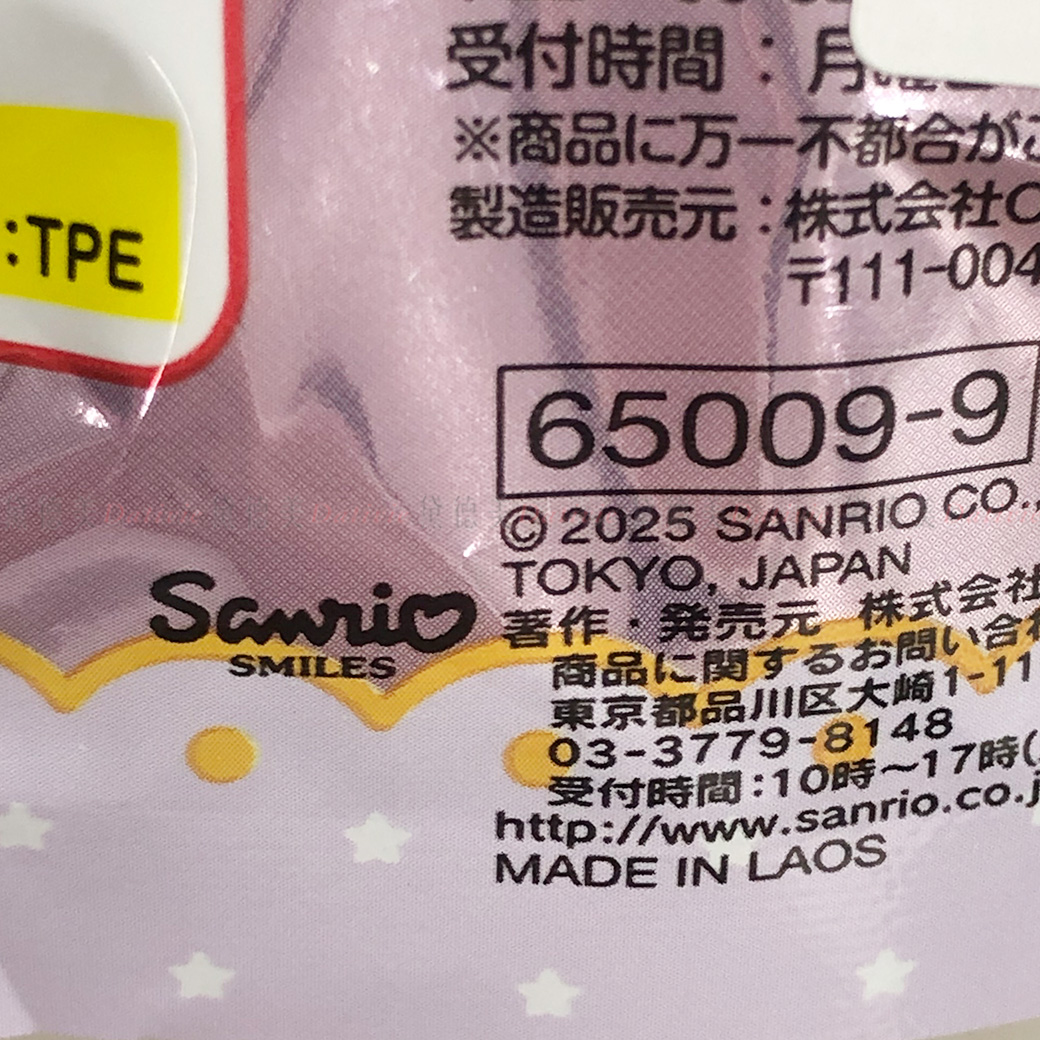 受付時間：月
※商品に万一不都合が
製造販売元：株式会社
〒111-004
:TPE
65009-9
© 2025 SANRIO CO.,
TOKYO, JAPAN
著作・発売元 株式会社
Sanrio
SMILES
商品に関するお問い合
東京都品川区大崎1-11
03-3779-8148
受付時間:10時〜17時(
http://www.sanrio.co.j
MADE IN LAOS